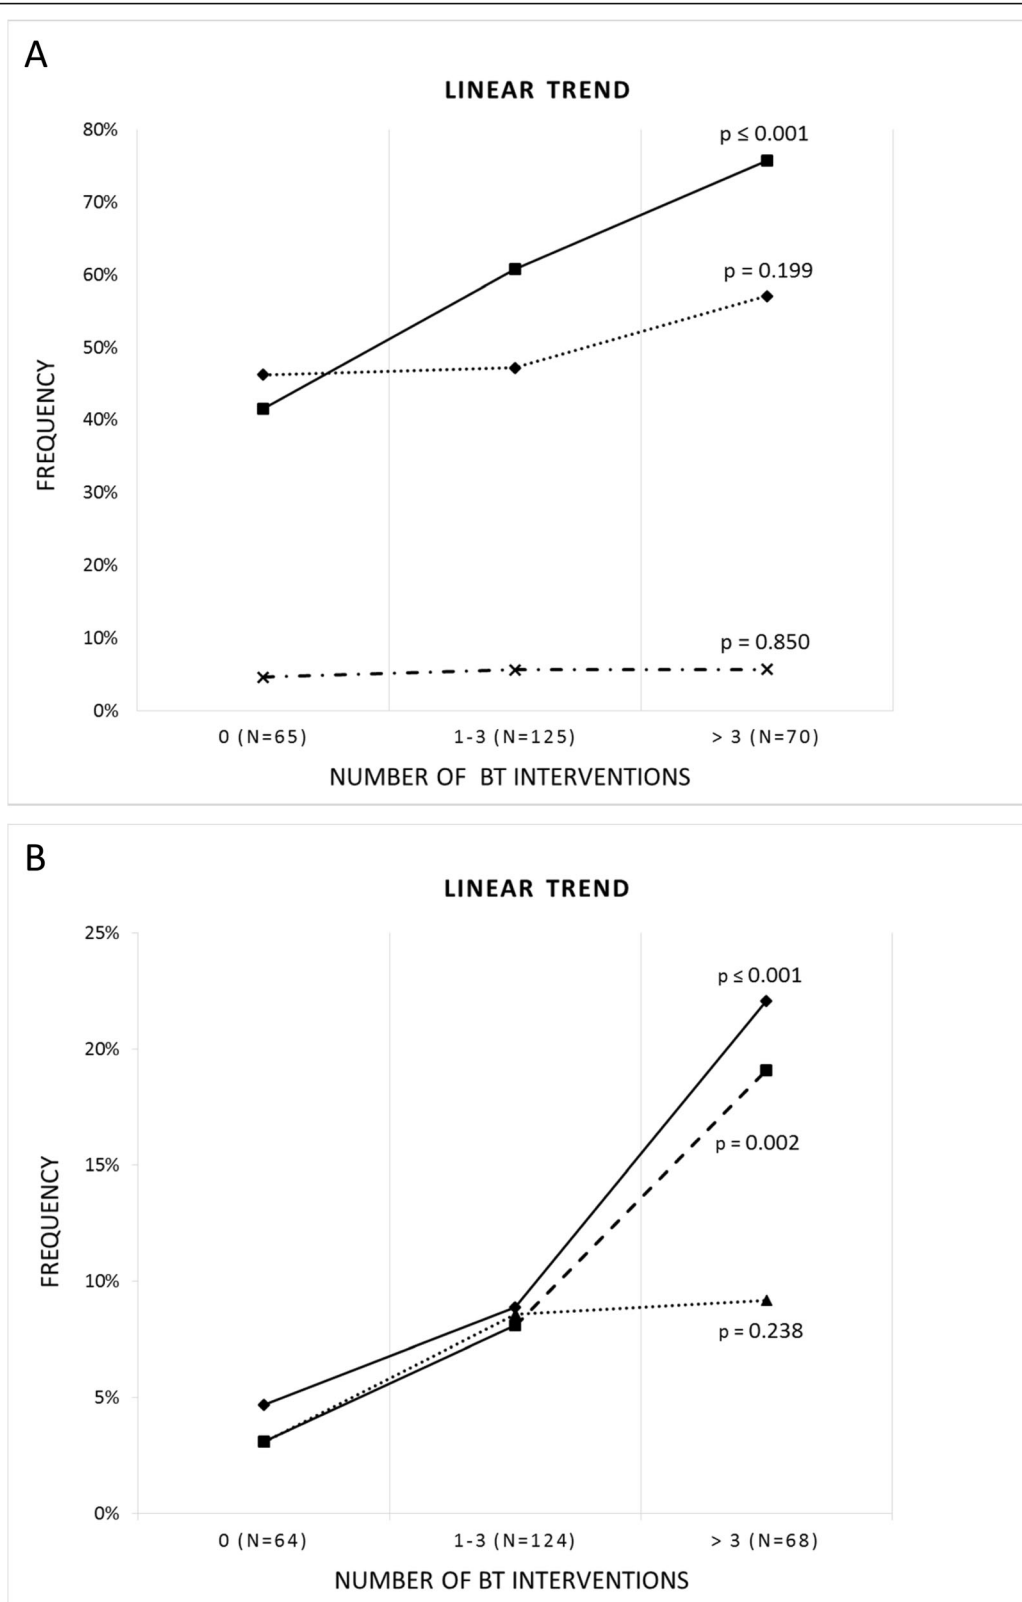 A
LINEAR TREND
80%
p ≤ 0.001
70%
60%
p = 0.199
50%
40%
30%
20%
10%
p = 0.850
0%
FREQUENCY
0 (N=65)
1-3 (N=125)
> 3 (N=70)
NUMBER OF BT INTERVENTIONS
B
LINEAR TREND
25%
p ≤ 0.001
20%
p = 0.002
15%
10%
p = 0.238
5%
0%
FREQUENCY
0 (N=64)
1-3 (N=124)
> 3 (N=68)
NUMBER OF BT INTERVENTIONS